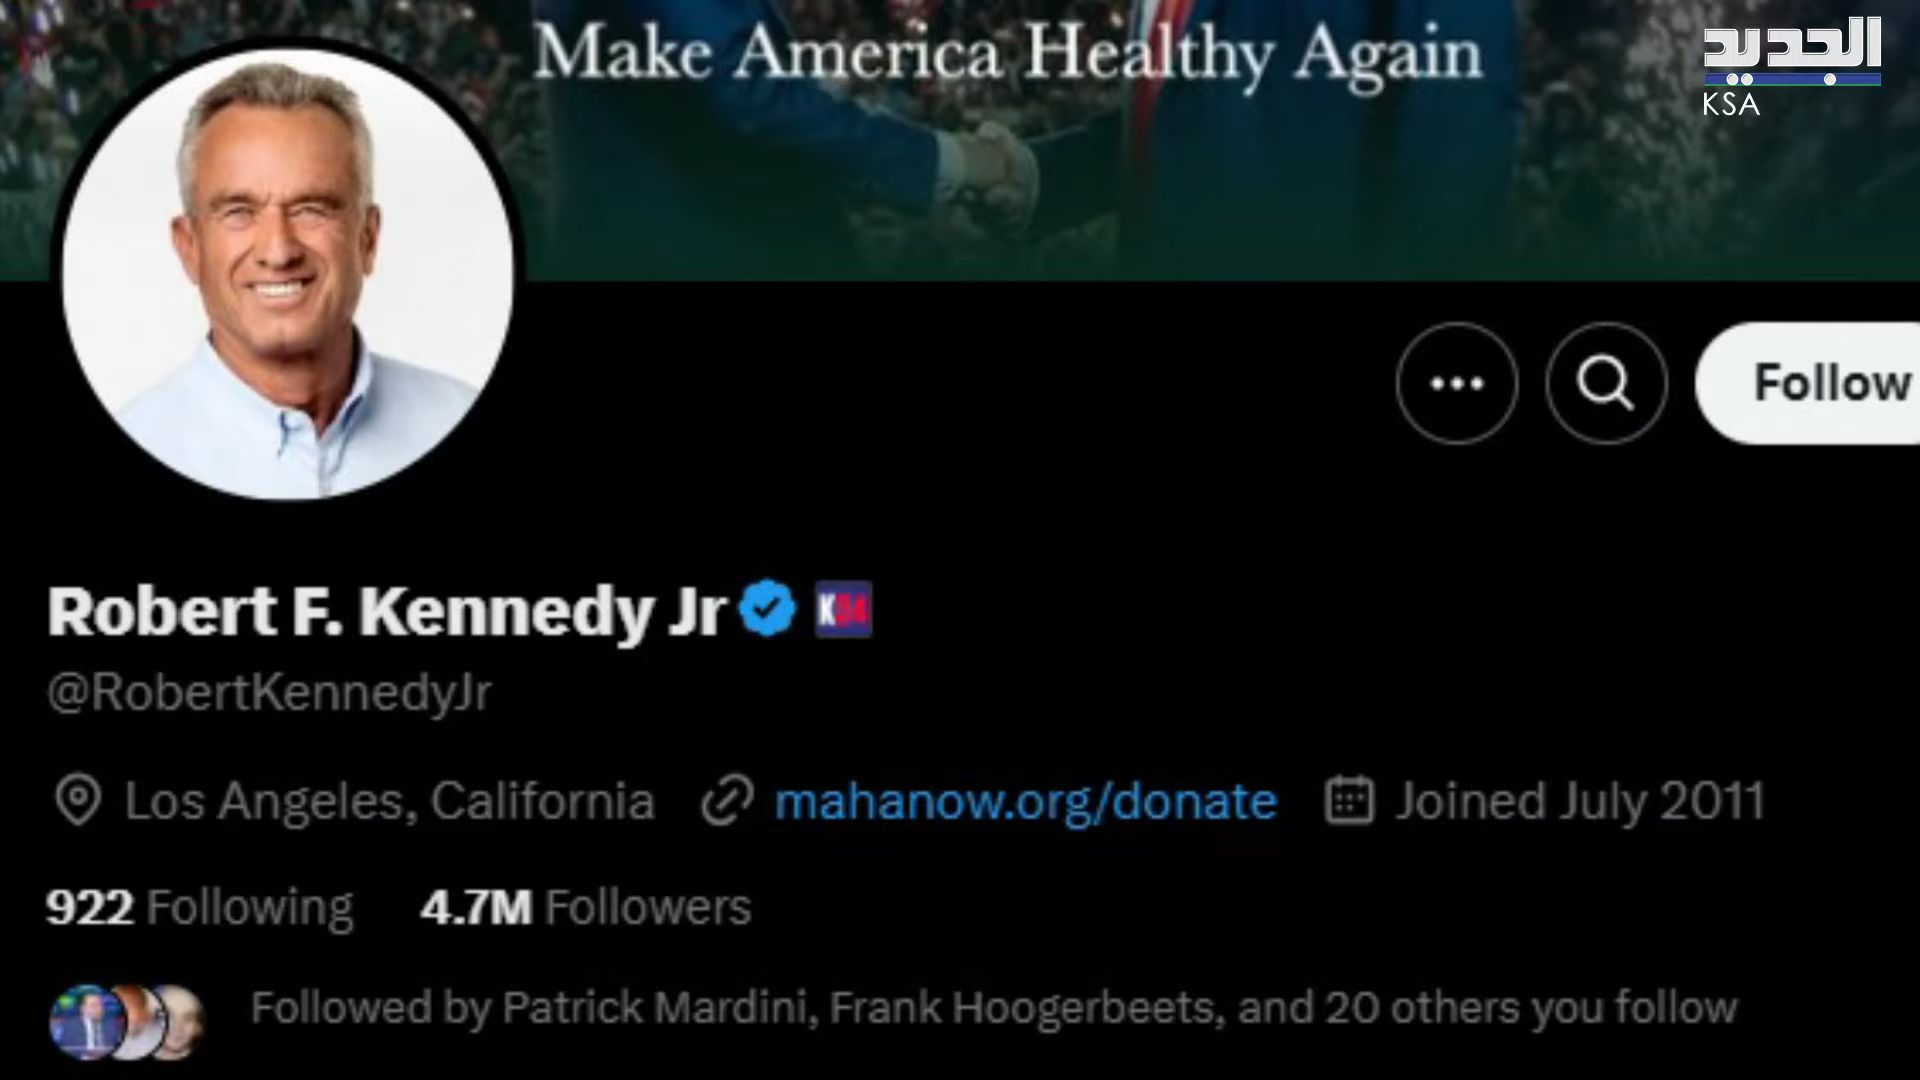 Make America Healthy Again
الجديد
KSA
Follow
Robert F. Kennedy Jr
@RobertKennedyJr
Los Angeles, California mahanow.org/donate Joined July 2011
922 Following 4.7M Followers
Followed by Patrick Mardini, Frank Hoogerbeets, and 20 others you follow